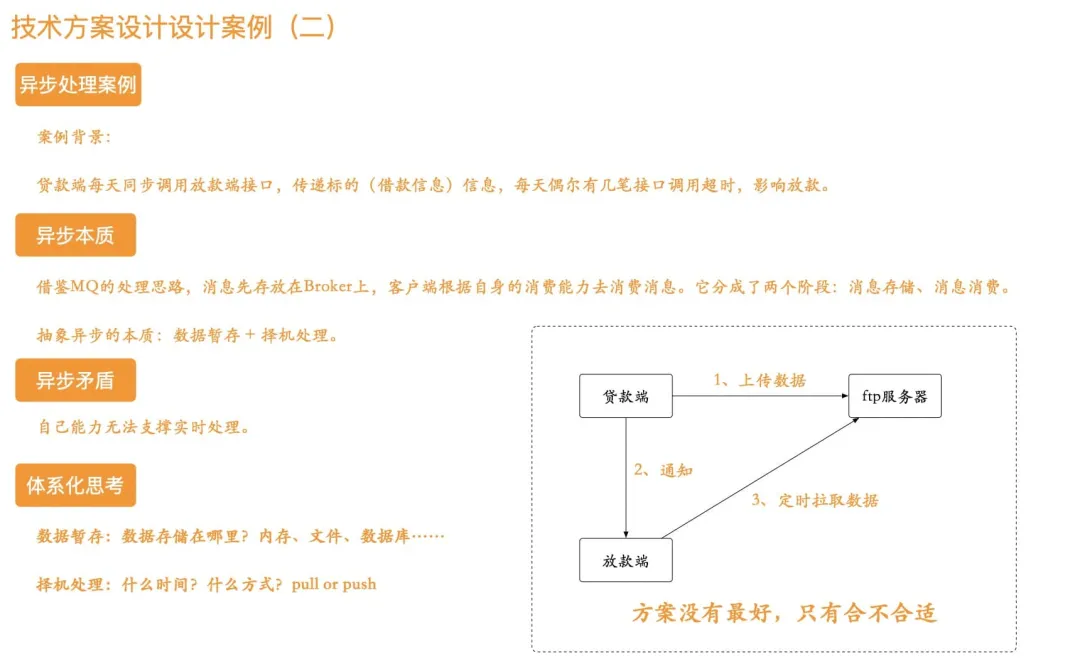 技术方案设计设计案例（二）
异步处理案例
案例背景：
贷款端每天同步调用放款端接口，传递标的（借款信息）信息，每天偶尔有几笔接口调用超时，影响放款。
异步本质
借鉴MQ的处理思路，消息先存放在Broker上，客户端根据自身的消费能力去消费消息。它分成了两个阶段：消息存储、消息消费。
抽象异步的本质：数据暂存 + 择机处理。
异步矛盾
自己能力无法支撑实时处理。
体系化思考
数据暂存：数据存储在哪里？内存、文件、数据库……
择机处理：什么时间？什么方式？pull or push
贷款端
1、上传数据
ftp服务器
2、通知
3、定时拉取数据
放款端
方案没有最好，只有合不合适